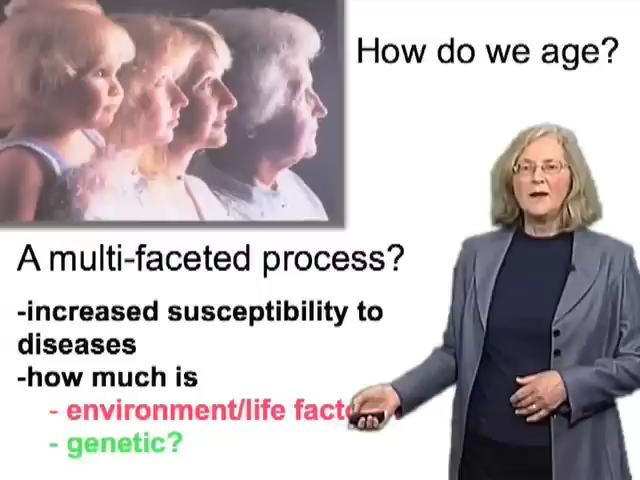 How do we age?
A multi-faceted process?
-increased susceptibility to
diseases
-how much is
- environment/life
- genetic?